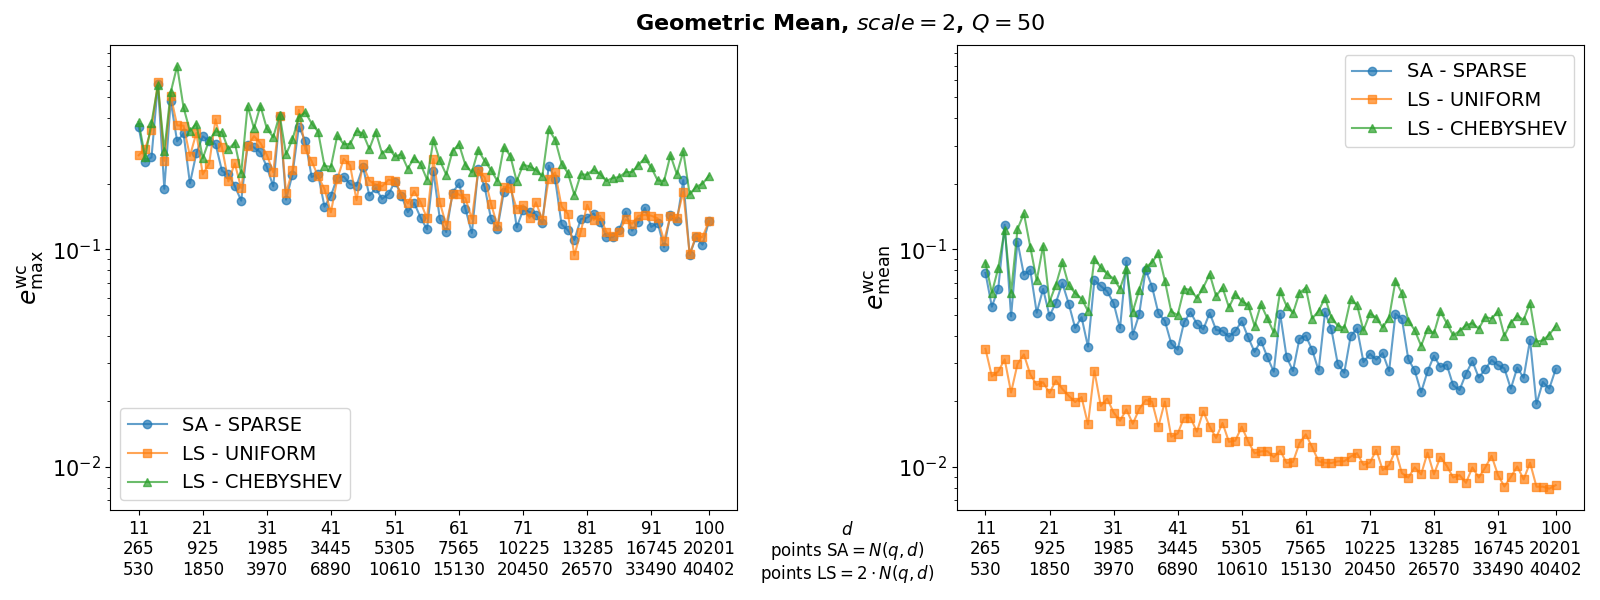 Geometric Mean, scale = 2, Q = 50
e^wc_max
10^−1
10^−2
SA - SPARSE
LS - UNIFORM
LS - CHEBYSHEV
11 21 31 41 51 61 71 81 91 100
265 925 1985 3445 5305 7565 10225 13285 16745 20201
530 1850 3970 6890 10610 15130 20450 26570 33490 40402
d
points SA = N(q, d)
points LS = 2 · N(q, d)
e^wc_mean
10^−1
10^−2
SA - SPARSE
LS - UNIFORM
LS - CHEBYSHEV
11 21 31 41 51 61 71 81 91 100
265 925 1985 3445 5305 7565 10225 13285 16745 20201
530 1850 3970 6890 10610 15130 20450 26570 33490 40402